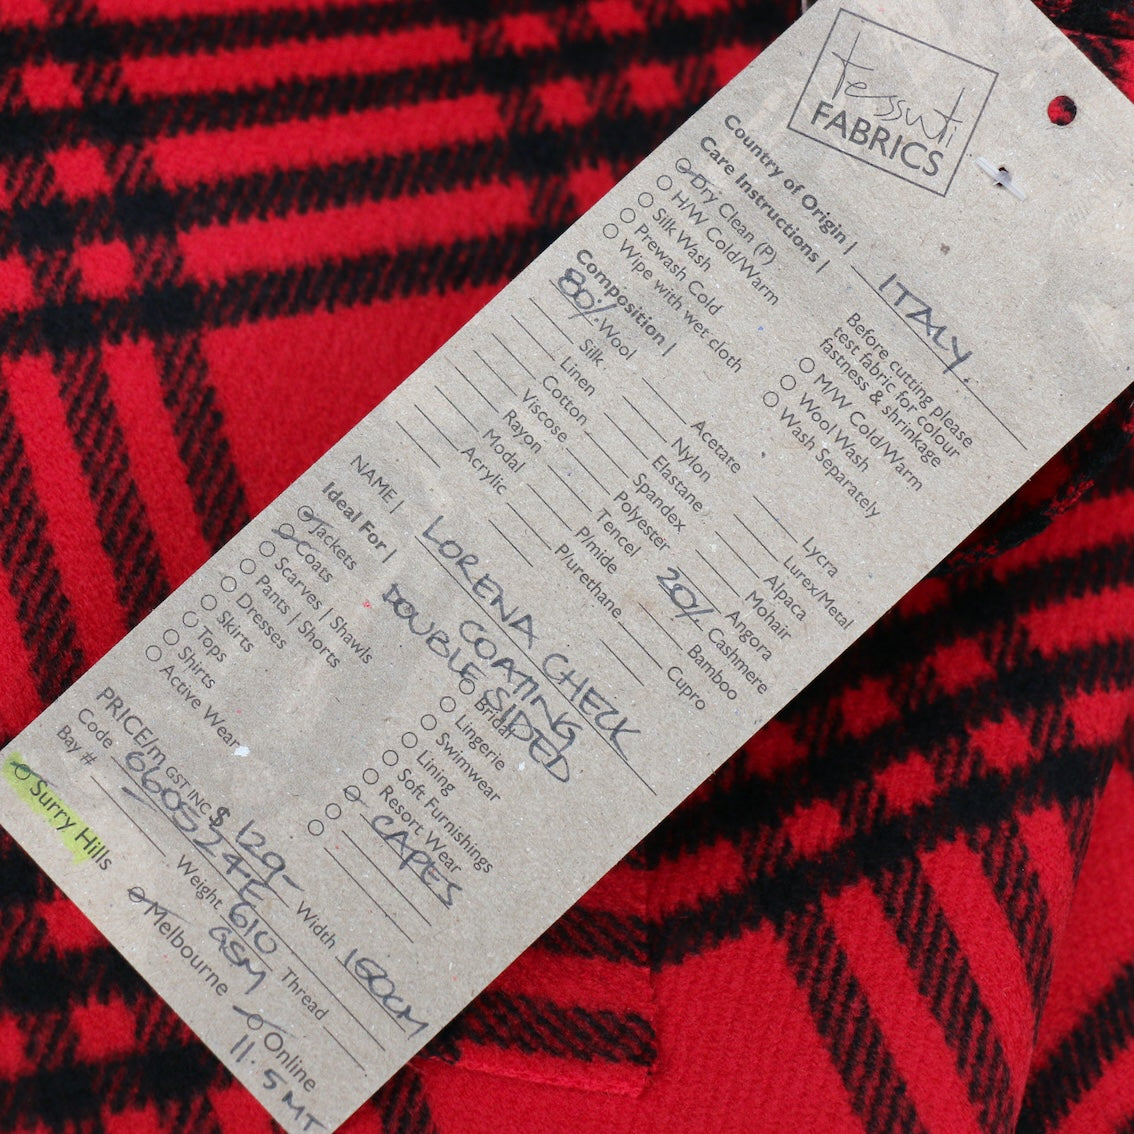 Tessuti
FABRICS
Country of Origin | ITALY.
Care Instructions |
Dry Clean (P)
H/W Cold/Warm
Silk Wash
Prewash Cold
Wipe with wet cloth
Before cutting please
test fabric for colour
fastness & shrinkage
M/W Cold/Warm
Wool Wash
Wash Separately
Composition |
80% Wool
Silk
Linen
Cotton
Viscose
Rayon
Modal
Acrylic
Acetate
Nylon
Elastane
Spandex
Polyester
Tencel
P/mide
P/urethane
Lycra
Lurex/Metal
Alpaca
Mohair
Angora
20% Cashmere
Bamboo
Cupro
NAME | LORENA CHECK
COATING
DOUBLE SIDED
Ideal For |
Jackets
Coats
Scarves | Shawls
Pants | Shorts
Dresses
Skirts
Tops
Shirts
Active Wear
Bridal
Lingerie
Swimwear
Lining
Soft Furnishings
Resort Wear
CAPES
PRICE/m GST INC $ 129-
Width 150CM
Code 060524-E
Weight 610
GSM
Thread
Bay #
Surry Hills
Melbourne
Online
11.5 MT